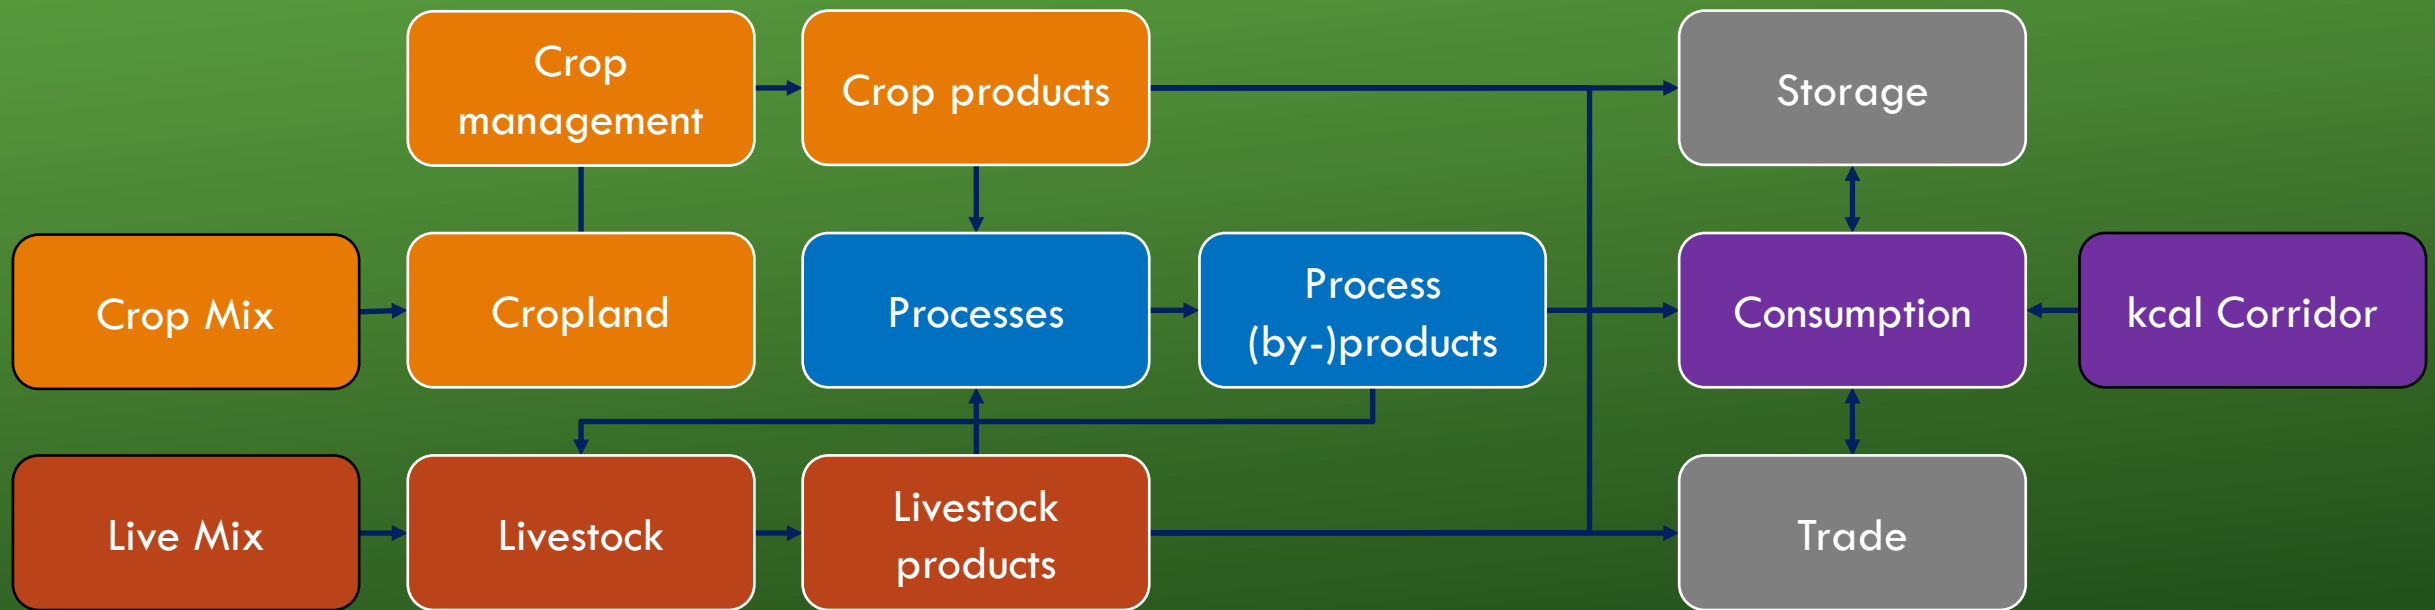 Crop
management
Crop products
Storage
Crop Mix
Cropland
Processes
Process
(by-)products
Consumption
kcal Corridor
Live Mix
Livestock
Livestock
products
Trade